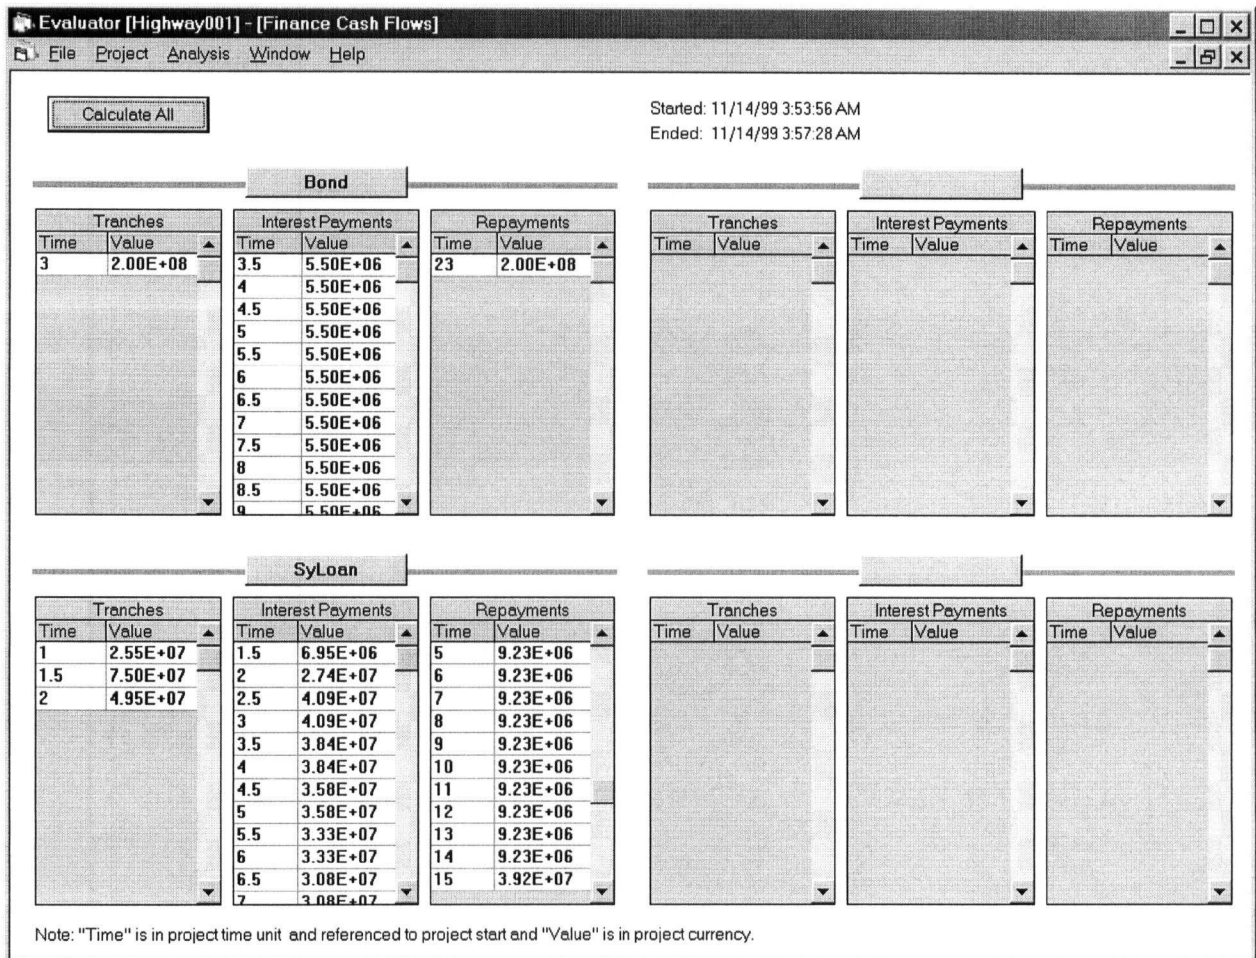 Evaluator [Highway001] - [Finance Cash Flows]
File Project Analysis Window Help
Calculate All
Started: 11/14/99 3:53:56 AM
Ended: 11/14/99 3:57:28 AM
Bond
Tranches
Time Value
3 2.00E+08
Interest Payments
Time Value
3.5 5.50E+06
4 5.50E+06
4.5 5.50E+06
5 5.50E+06
5.5 5.50E+06
6 5.50E+06
6.5 5.50E+06
7 5.50E+06
7.5 5.50E+06
8 5.50E+06
8.5 5.50E+06
9 5.50E+06
Repayments
Time Value
23 2.00E+08
Tranches
Time Value
Interest Payments
Time Value
Repayments
Time Value
SyLoan
Tranches
Time Value
1 2.55E+07
1.5 7.50E+07
2 4.95E+07
Interest Payments
Time Value
1.5 6.95E+06
2 2.74E+07
2.5 4.09E+07
3 4.09E+07
3.5 3.84E+07
4 3.84E+07
4.5 3.58E+07
5 3.58E+07
5.5 3.33E+07
6 3.33E+07
6.5 3.08E+07
7 3.08E+07
Repayments
Time Value
5 9.23E+06
6 9.23E+06
7 9.23E+06
8 9.23E+06
9 9.23E+06
10 9.23E+06
11 9.23E+06
12 9.23E+06
13 9.23E+06
14 9.23E+06
15 3.92E+07
Tranches
Time Value
Interest Payments
Time Value
Repayments
Time Value
Note: "Time" is in project time unit and referenced to project start and "Value" is in project currency.